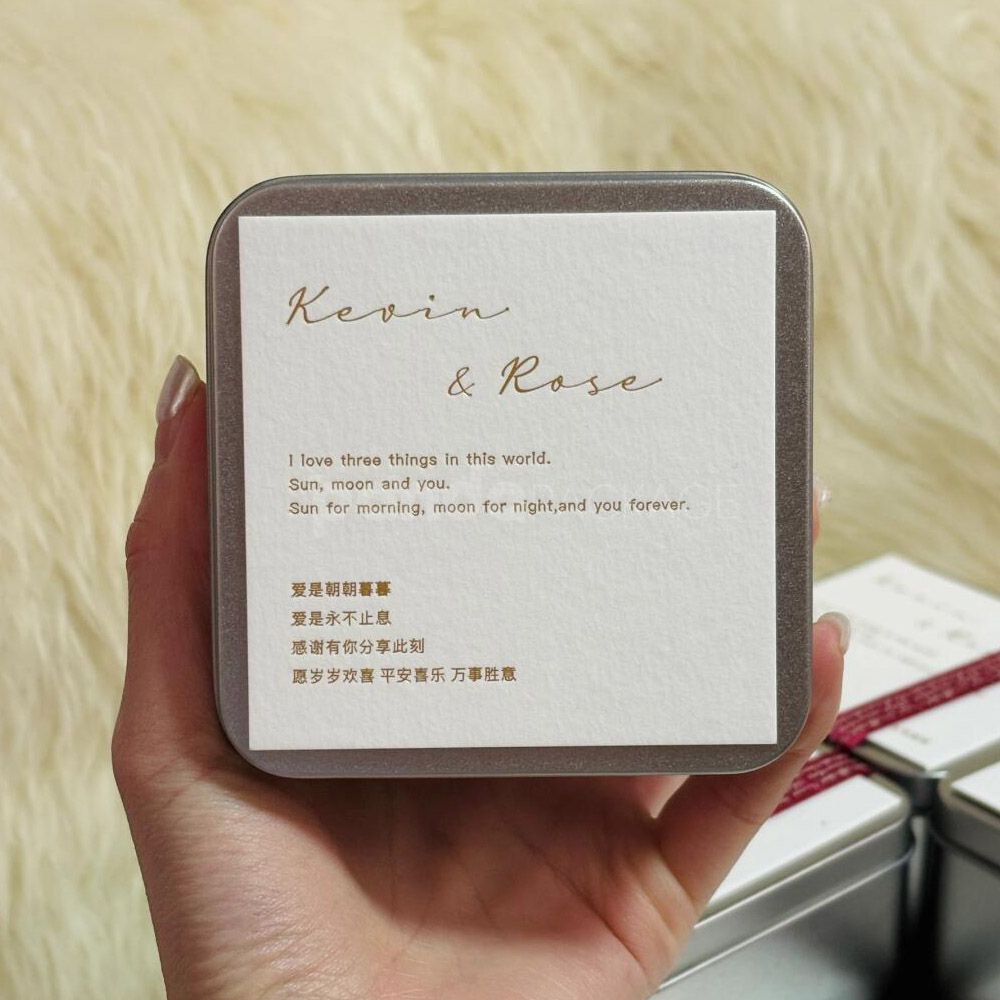 Kevin
& Rose
I love three things in this world.
Sun, moon and you.
Sun for morning, moon for night,and you forever.
爱是朝朝暮暮
爱是永不止息
感谢有你分享此刻
愿岁岁欢喜 平安喜乐 万事胜意